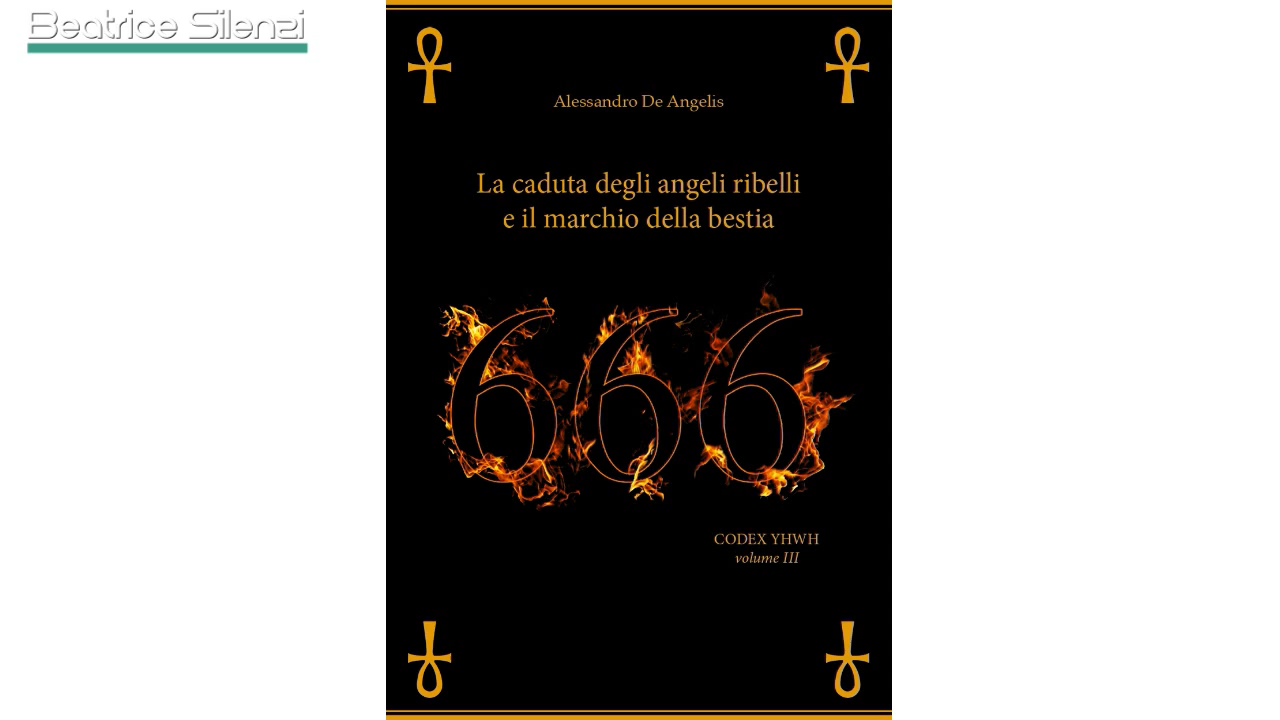 Beatrice Silenzi
Alessandro De Angelis
La caduta degli angeli ribelli
e il marchio della bestia
666
CODEX YHWH
volume III